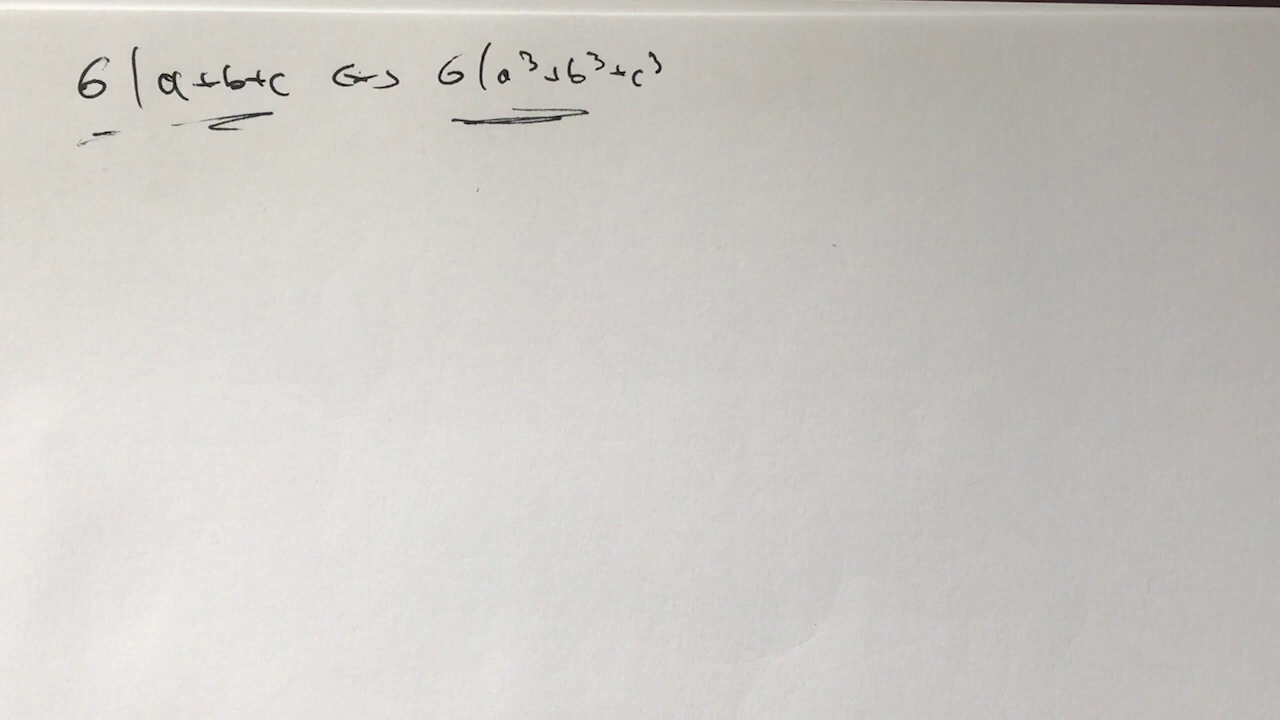 6 | a+b+c ⟷ 6 | a³+b³+c³